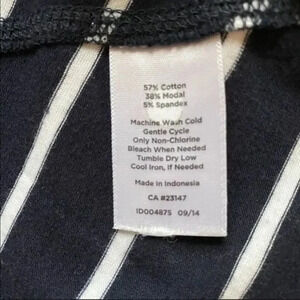 57% Cotton
38% Modal
5% Spandex
Machine Wash Cold
Gentle Cycle
Only Non-Chlorine
Bleach When Needed
Tumble Dry Low
Cool Iron, If Needed
Made in Indonesia
CA #23147
ID004875 09/14